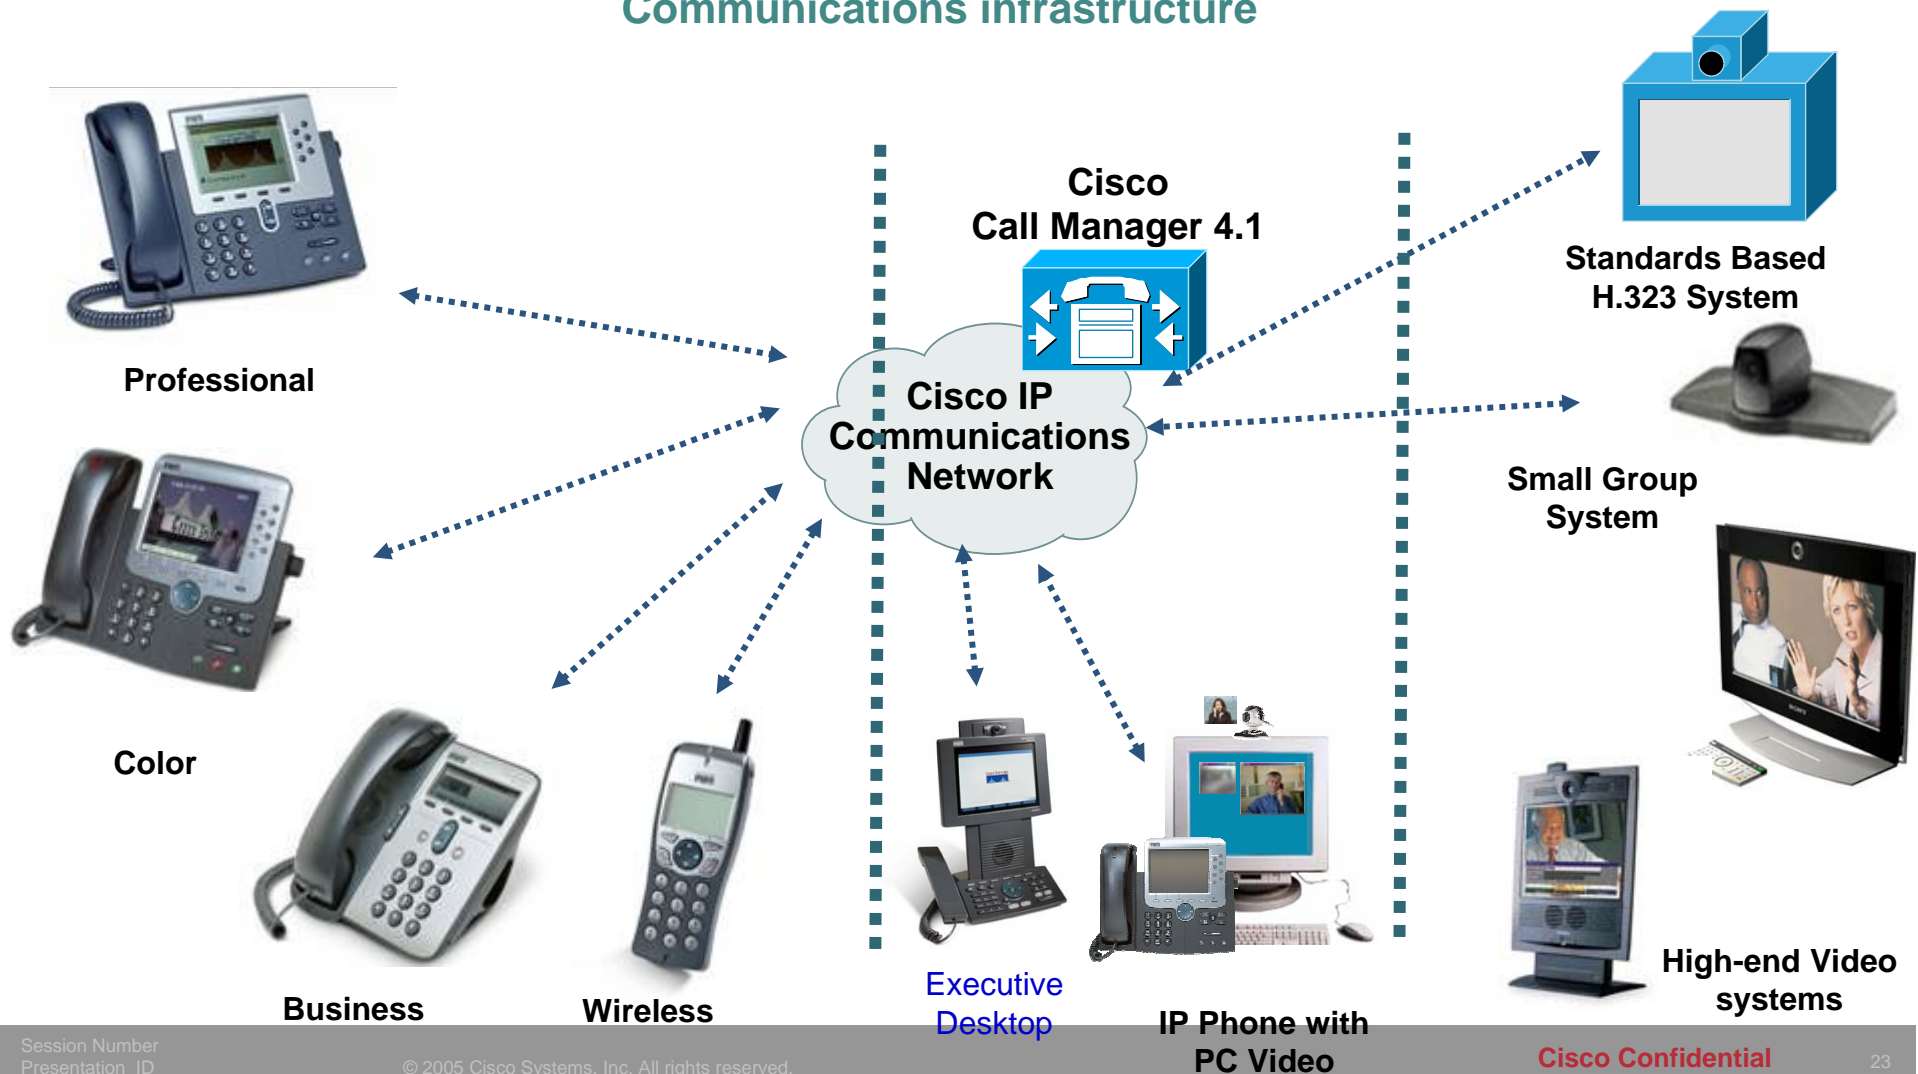 Communications infrastructure
Cisco
Call Manager 4.1
Standards Based
H.323 System
Professional
Cisco IP
Communications
Network
Small Group
System
Color
SONY
Business
Wireless
Executive
Desktop
IP Phone with
PC Video
High-end Video
systems
Session Number
Presentation_ID
© 2005 Cisco Systems, Inc. All rights reserved.
Cisco Confidential
23